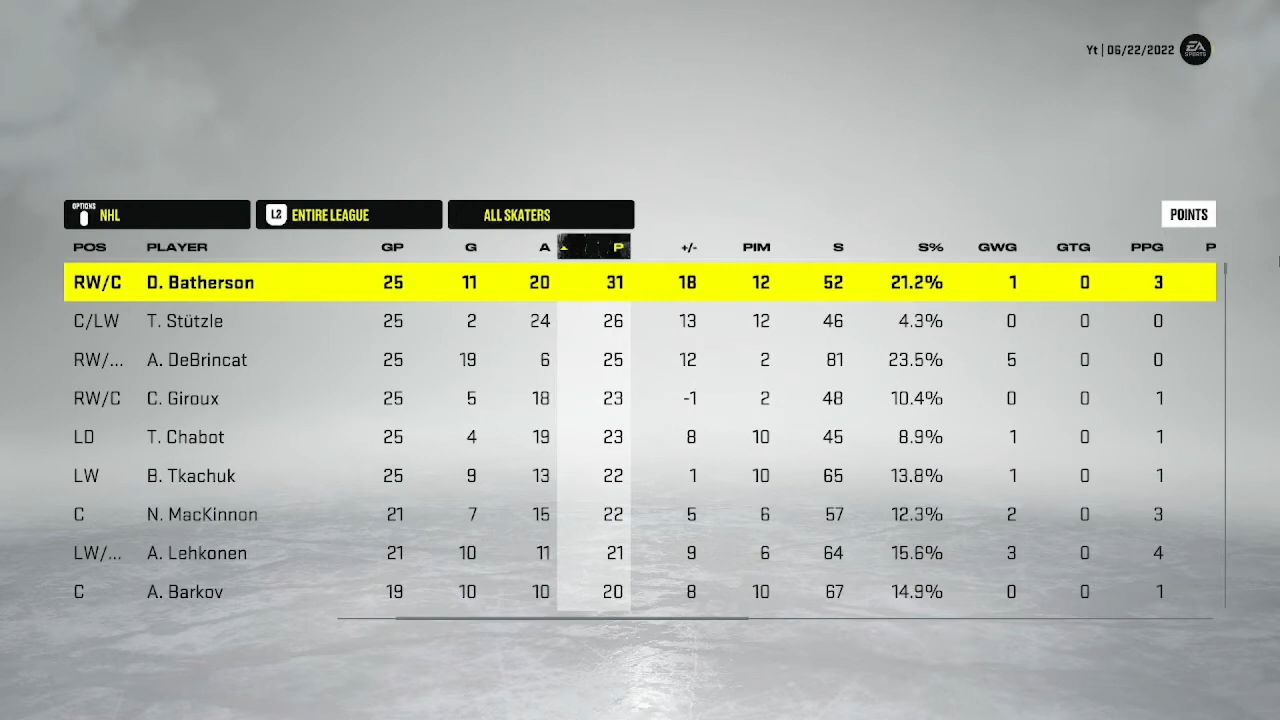 Yt | 06/22/2022 EA SPORTS
OPTIONS NHL L2 ENTIRE LEAGUE ALL SKATERS POINTS
POS PLAYER GP G A P +/- PIM S S% GWG GTG PPG P
RW/C D. Batherson 25 11 20 31 18 12 52 21.2% 1 0 3
C/LW T. Stützle 25 2 24 26 13 12 46 4.3% 0 0 0
RW/... A. DeBrincat 25 19 6 25 12 2 81 23.5% 5 0 0
RW/C C. Giroux 25 5 18 23 -1 2 48 10.4% 0 0 1
LD T. Chabot 25 4 19 23 8 10 45 8.9% 1 0 1
LW B. Tkachuk 25 9 13 22 1 10 65 13.8% 1 0 1
C N. MacKinnon 21 7 15 22 5 6 57 12.3% 2 0 3
LW/... A. Lehkonen 21 10 11 21 9 6 64 15.6% 3 0 4
C A. Barkov 19 10 10 20 8 10 67 14.9% 0 0 1